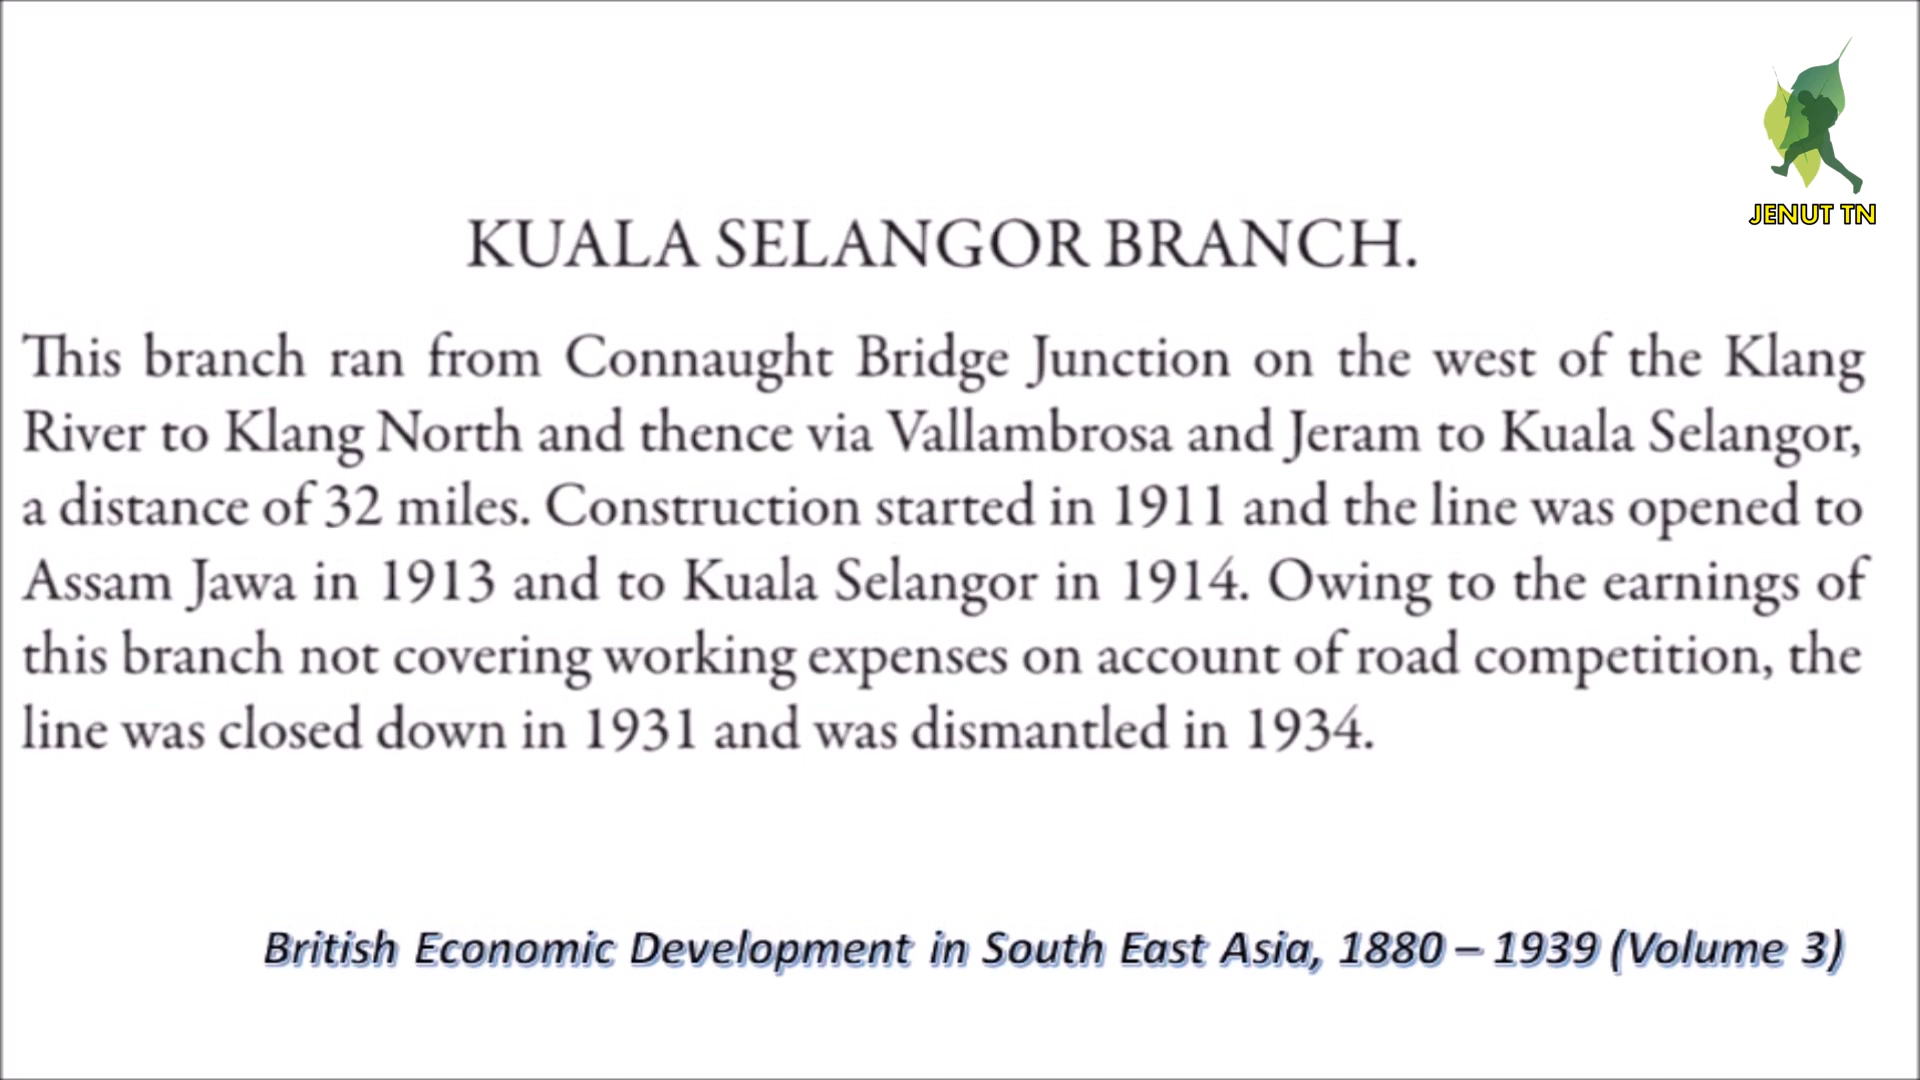 JENUT TN
KUALA SELANGOR BRANCH.
This branch ran from Connaught Bridge Junction on the west of the Klang
River to Klang North and thence via Vallambrosa and Jeram to Kuala Selangor,
a distance of 32 miles. Construction started in 1911 and the line was opened to
Assam Jawa in 1913 and to Kuala Selangor in 1914. Owing to the earnings of
this branch not covering working expenses on account of road competition, the
line was closed down in 1931 and was dismantled in 1934.
British Economic Development in South East Asia, 1880 – 1939 (Volume 3)